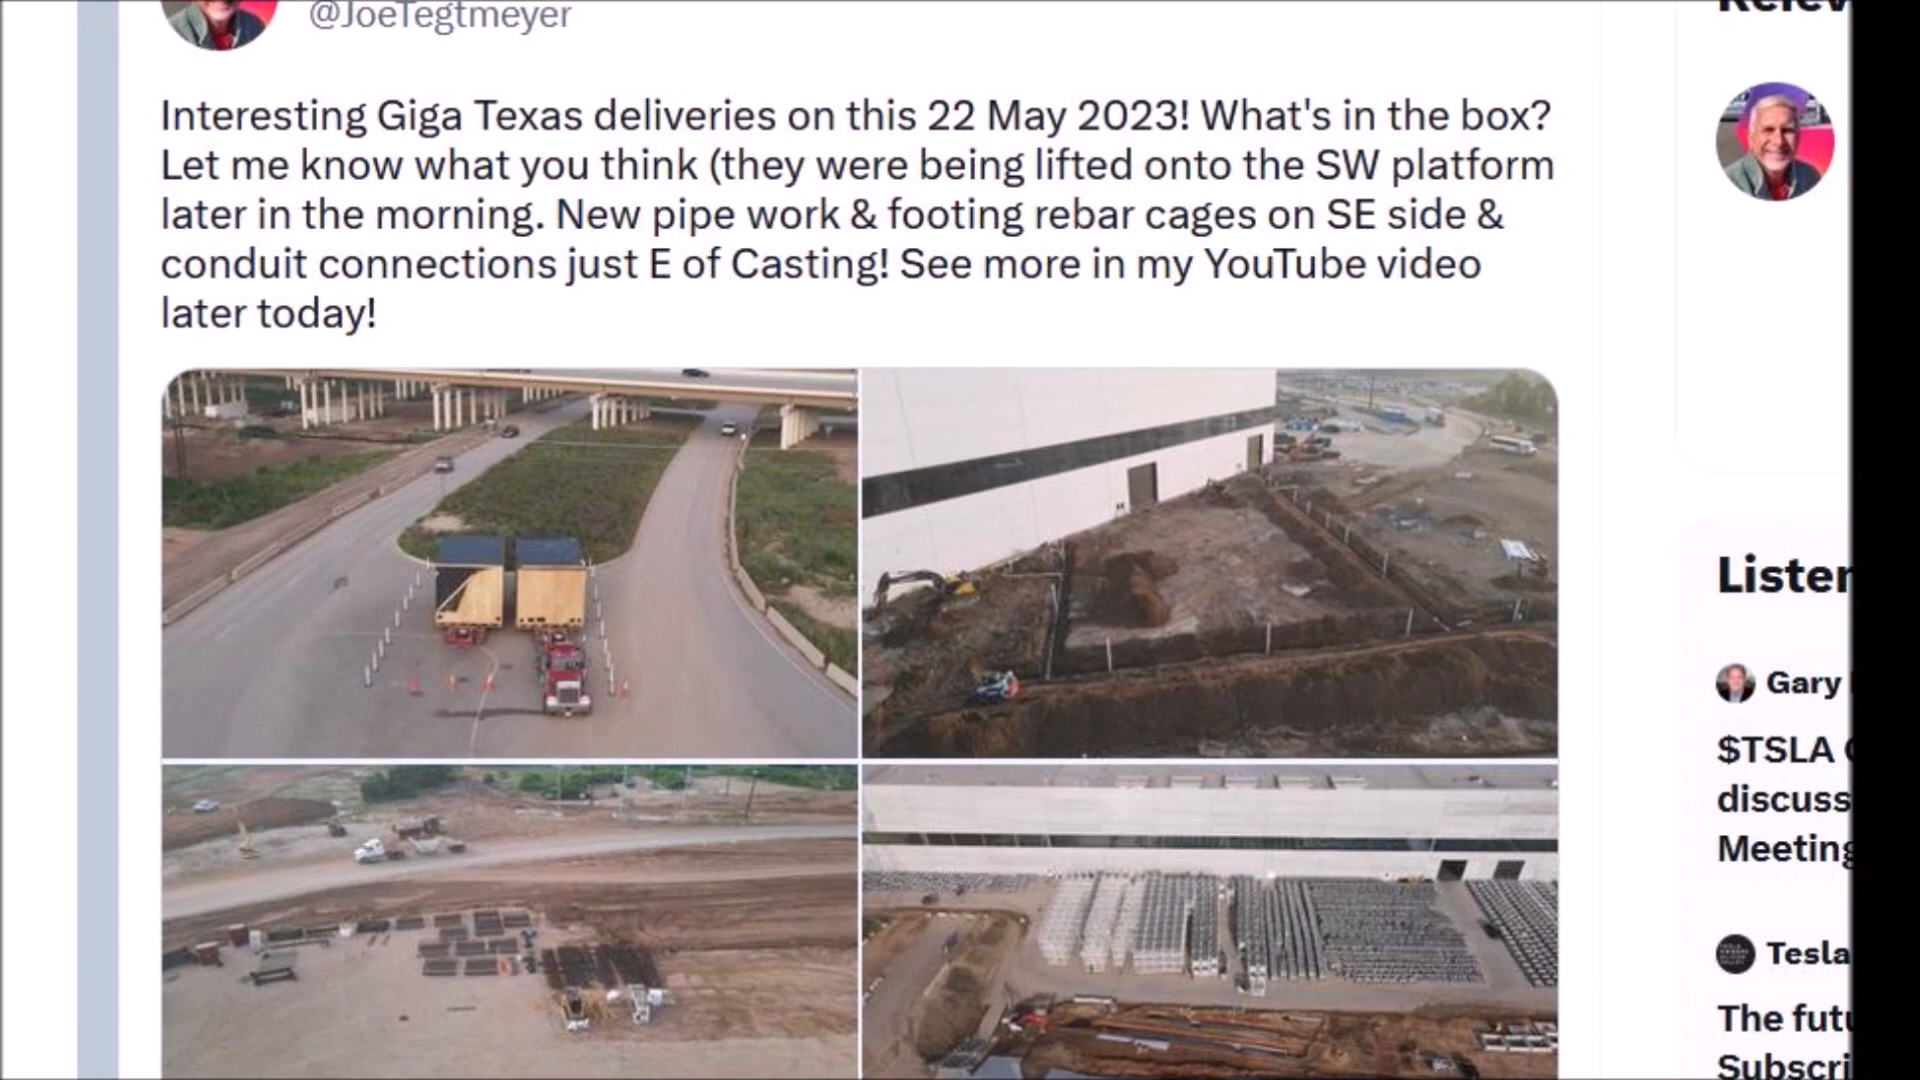 @JoeTegtmeyer
Interesting Giga Texas deliveries on this 22 May 2023! What's in the box?
Let me know what you think (they were being lifted onto the SW platform
later in the morning. New pipe work & footing rebar cages on SE side &
conduit connections just E of Casting! See more in my YouTube video
later today!
Gary
$TSLA
discuss
Meeting
Tesla
The
Subscri